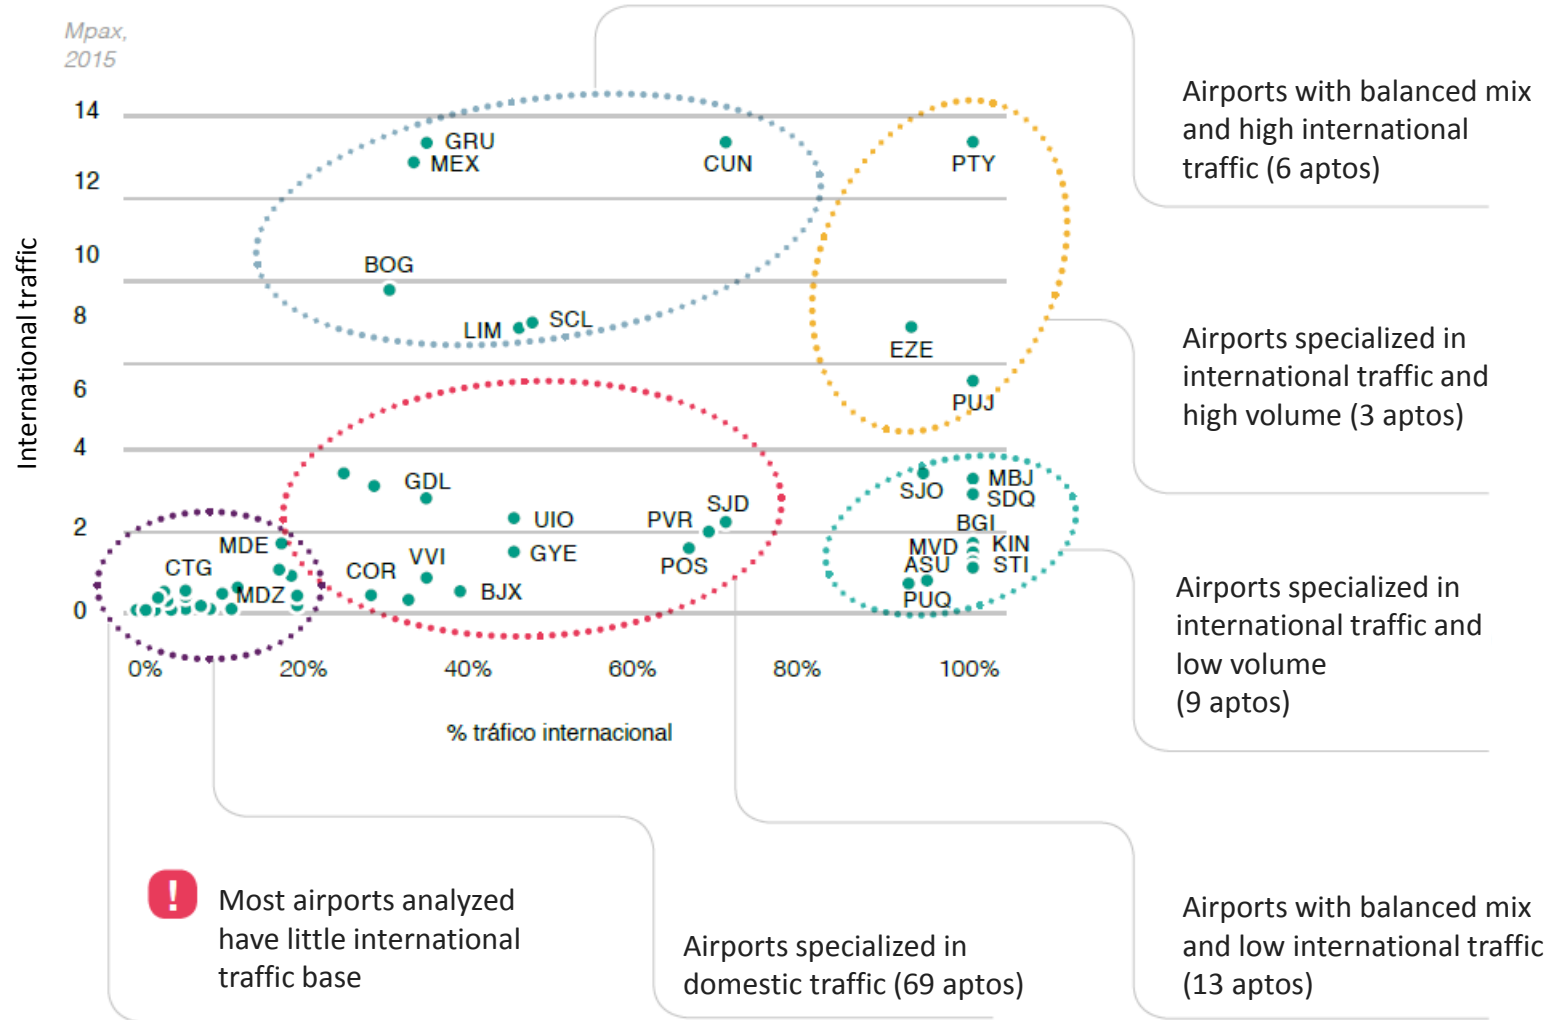 Mpax,
2015
International traffic
14
12
10
8
6
4
2
0
GRU
MEX
CUN
PTY
BOG
LIM
SCL
EZE
PUJ
GDL
UIO
GYE
PVR
SJD
POS
VVI
COR
BJX
MDE
CTG
MDZ
SJO
MBJ
SDQ
BGI
MVD
KIN
ASU
STI
PUQ
0%
20%
40%
60%
80%
100%
% tráfico internacional
Airports with balanced mix
and high international
traffic (6 aptos)
Airports specialized in
international traffic and
high volume (3 aptos)
Airports specialized in
international traffic and
low volume
(9 aptos)
Airports with balanced mix
and low international traffic
(13 aptos)
Airports specialized in
domestic traffic (69 aptos)
!
Most airports analyzed
have little international
traffic base